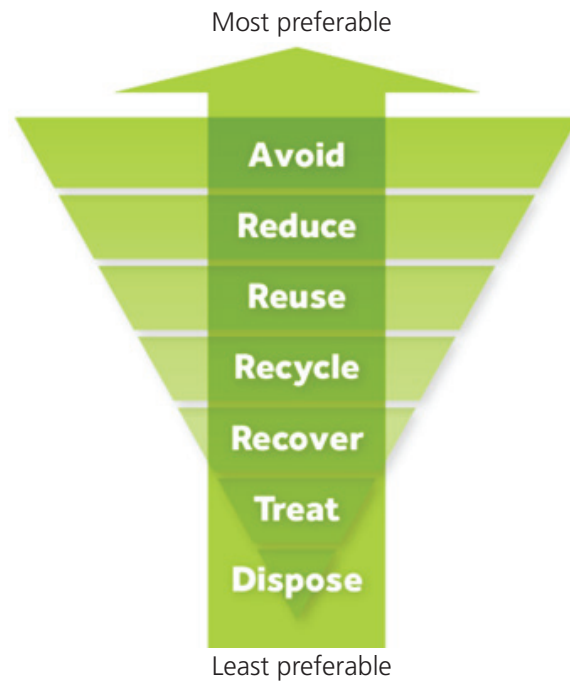 Most preferable
Avoid
Reduce
Reuse
Recycle
Recover
Treat
Dispose
Least preferable